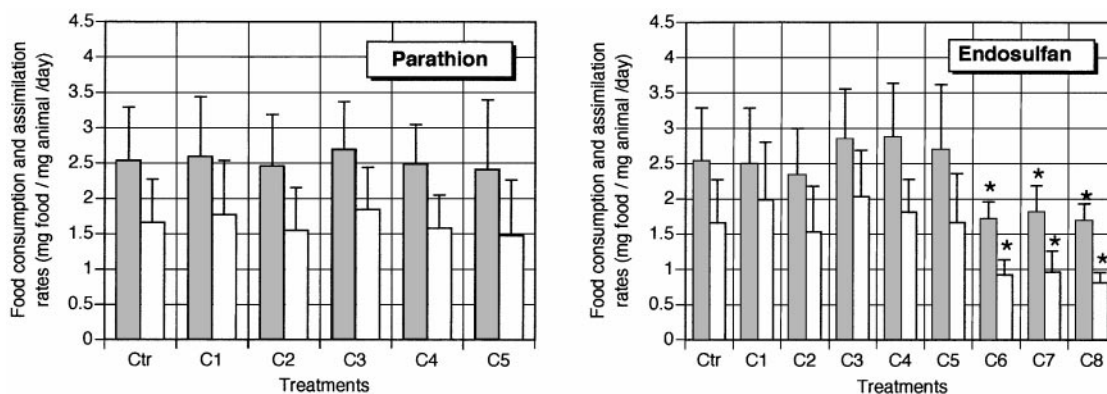 Food consumption and assimilation
rates (mg food / mg animal /day)
4.5
4
3.5
3
2.5
2
1.5
1
0.5
0
Parathion
Ctr C1 C2 C3 C4 C5
Treatments
Food consumption and assimilation
rates (mg food / mg animal /day)
4.5
4
3.5
3
2.5
2
1.5
1
0.5
0
Endosulfan
* * * * * *
Ctr C1 C2 C3 C4 C5 C6 C7 C8
Treatments